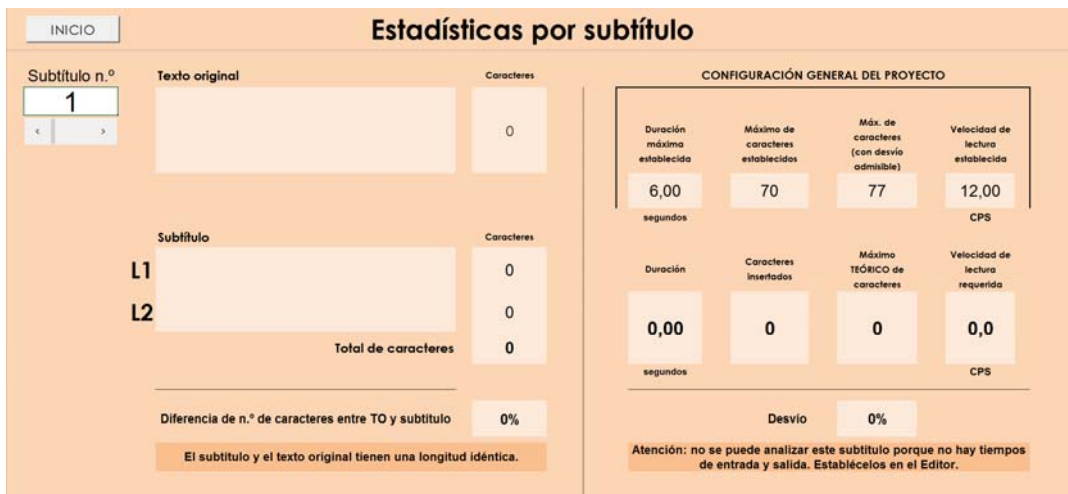 INICIO
Estadísticas por subtítulo
Subtítulo n.º
1
Texto original
Caracteres
0
Subtítulo
Caracteres
L1
0
L2
0
Total de caracteres
0
Diferencia de n.º de caracteres entre TO y subtítulo
0%
El subtítulo y el texto original tienen una longitud idéntica.
CONFIGURACIÓN GENERAL DEL PROYECTO
Duración
máxima
establecida
Máximo de
caracteres
establecidos
Máx. de
caracteres
(con desvío
admisible)
Velocidad de
lectura
establecida
6,00
70
77
12,00
segundos
CPS
Duración
Caracteres
insertados
Máximo
TEÓRICO de
caracteres
Velocidad de
lectura
requerida
0,00
0
0
0,0
segundos
CPS
Desvío
0%
Atención: no se puede analizar este subtítulo porque no hay tiempos
de entrada y salida. Establécelos en el Editor.